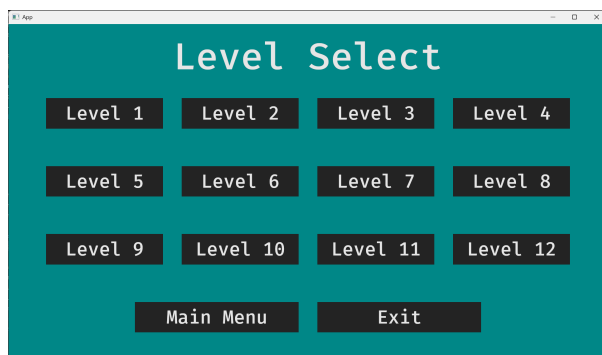 App
Level Select
Level 1 Level 2 Level 3 Level 4
Level 5 Level 6 Level 7 Level 8
Level 9 Level 10 Level 11 Level 12
Main Menu Exit